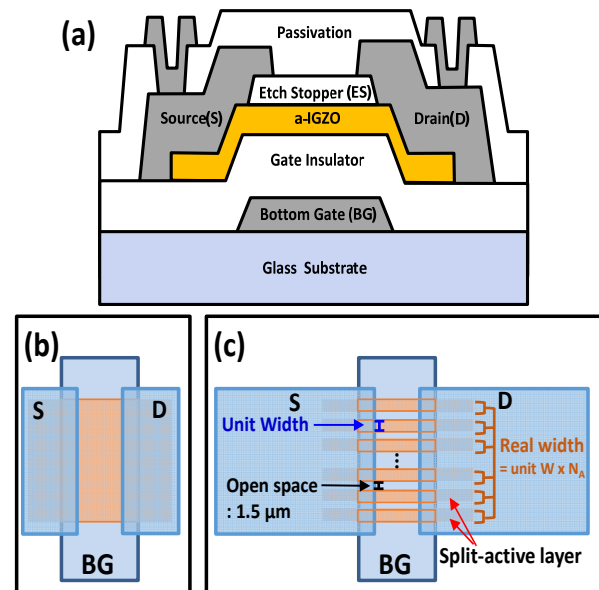 (a)
Passivation
Etch Stopper (ES)
Source(S)
a-IGZO
Drain(D)
Gate Insulator
Bottom Gate (BG)
Glass Substrate
(b)
S
D
BG
(c)
S
D
Unit Width
Real width
= unit W x N_A
Open space
: 1.5 μm
Split-active layer
BG